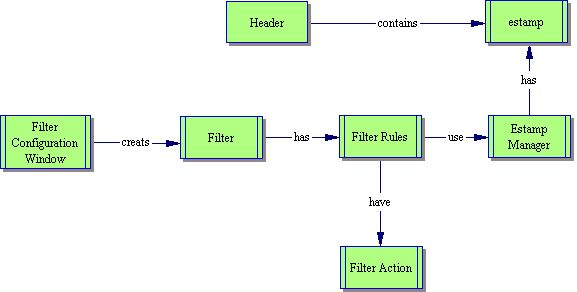 Header
contains
estamp
has
Filter
Configuration
Window
creats
Filter
has
Filter Rules
use
Estamp
Manager
have
Filter Action